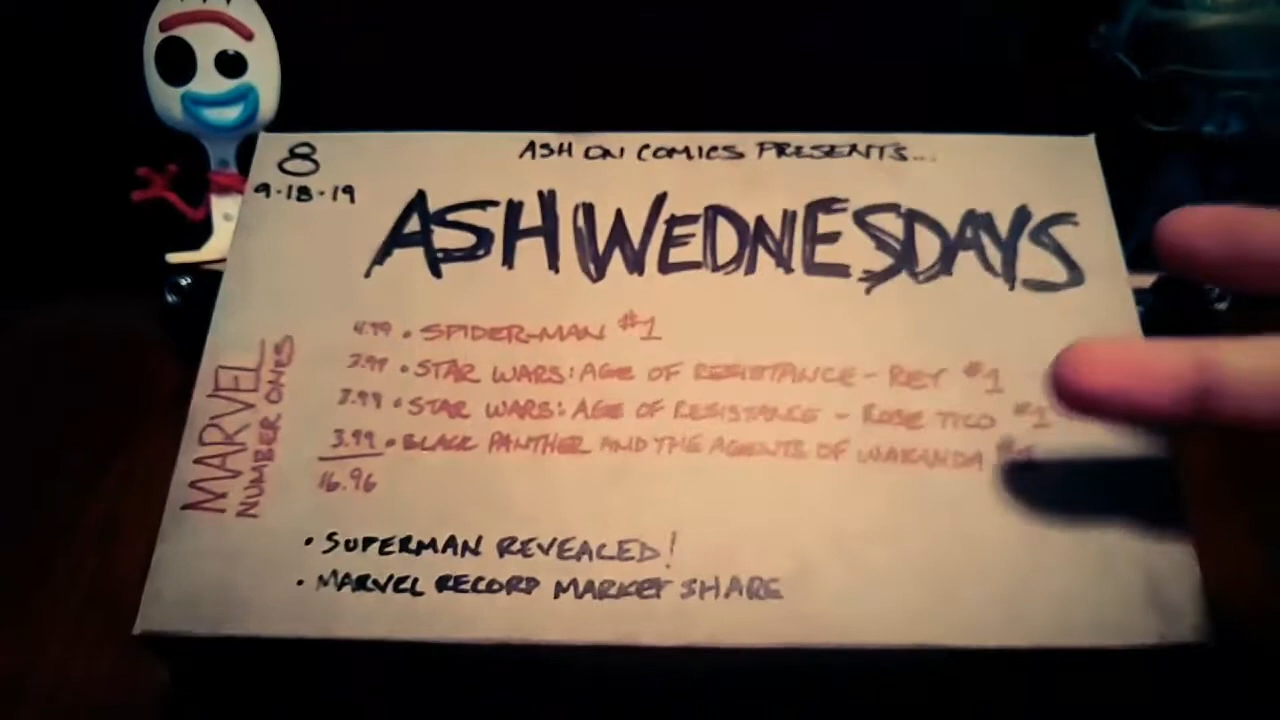 8
9·18·19
ASH ON COMICS PRESENTS...
ASH WEDNESDAYS
MARVEL
NUMBER ONES
4.99 • SPIDER-MAN #1
3.99 • STAR WARS: AGE OF RESISTANCE - REY #1
3.99 • STAR WARS: AGE OF RESISTANCE - ROSE TICO #1
3.99 • BLACK PANTHER AND THE AGENTS OF WAKANDA
16.96
• SUPERMAN REVEALED!
• MARVEL RECORD MARKET SHARE